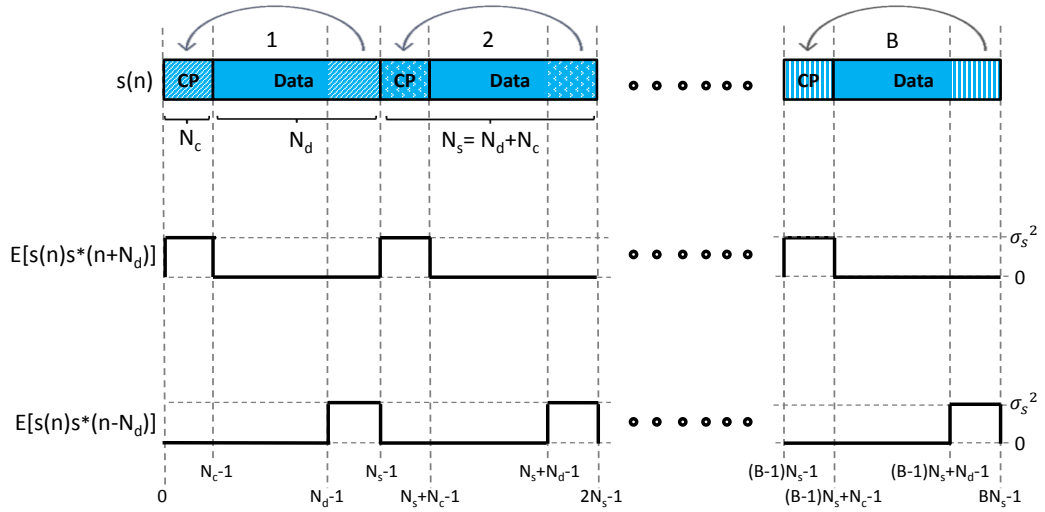 1 2 B
s(n) CP Data CP Data CP Data
N_c N_d N_s= N_d+N_c
E[s(n)s*(n+N_d)] σ_s^2
0
E[s(n)s*(n-N_d)] σ_s^2
0
N_c-1 N_s-1 N_s+N_d-1 (B-1)N_s-1 (B-1)N_s+N_d-1
0 N_d-1 N_s+N_c-1 2N_s-1 (B-1)N_s+N_c-1 BN_s-1